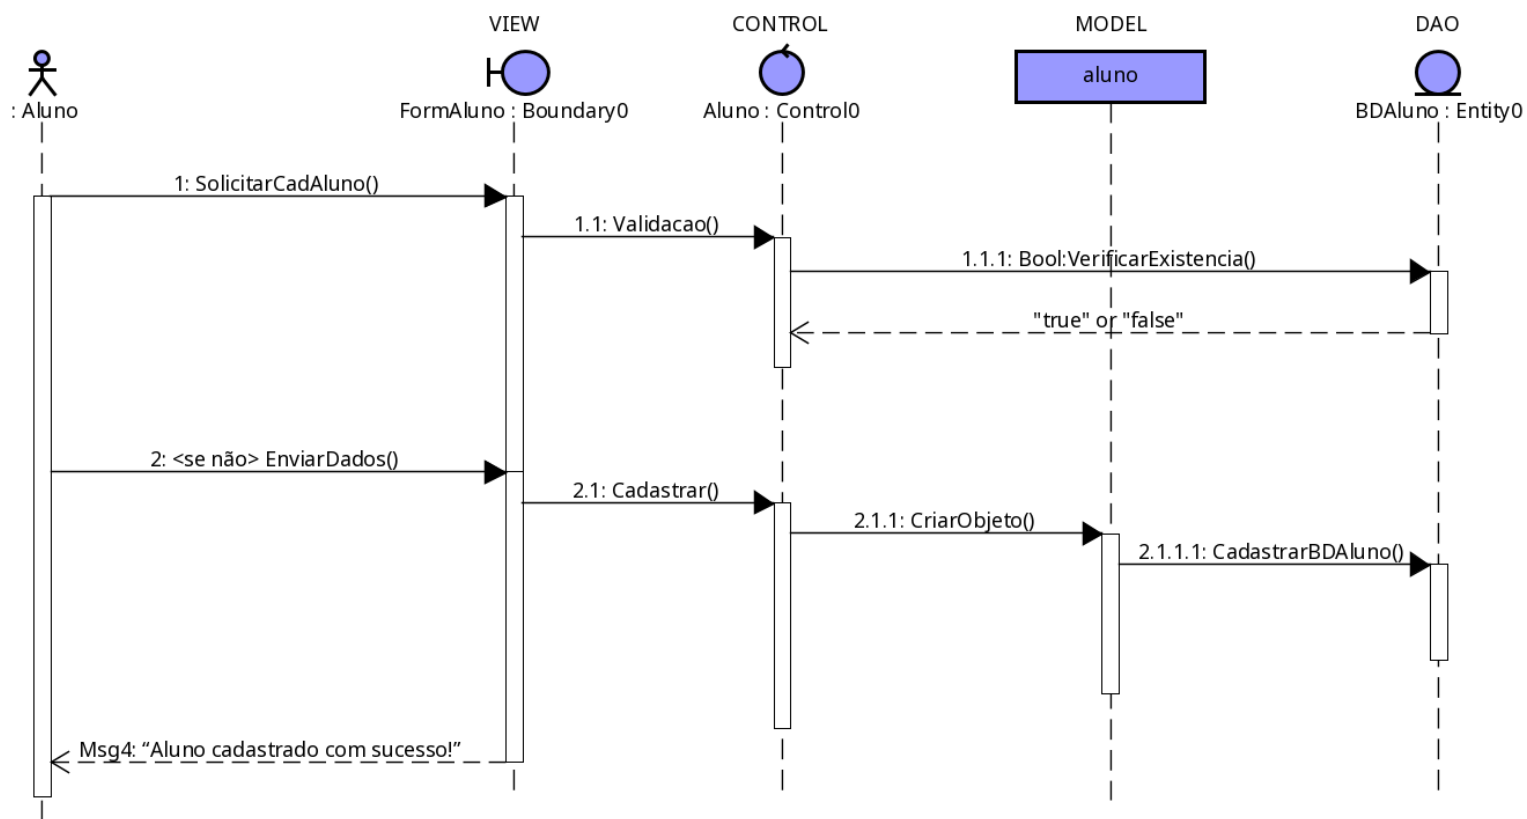 VIEW
CONTROL
MODEL
DAO
: Aluno
FormAluno : Boundary0
Aluno : Control0
aluno
BDAluno : Entity0
1: SolicitarCadAluno()
1.1: Validacao()
1.1.1: Bool:VerificarExistencia()
"true" or "false"
2: <se não> EnviarDados()
2.1: Cadastrar()
2.1.1: CriarObjeto()
2.1.1.1: CadastrarBDAluno()
Msg4: “Aluno cadastrado com sucesso!”